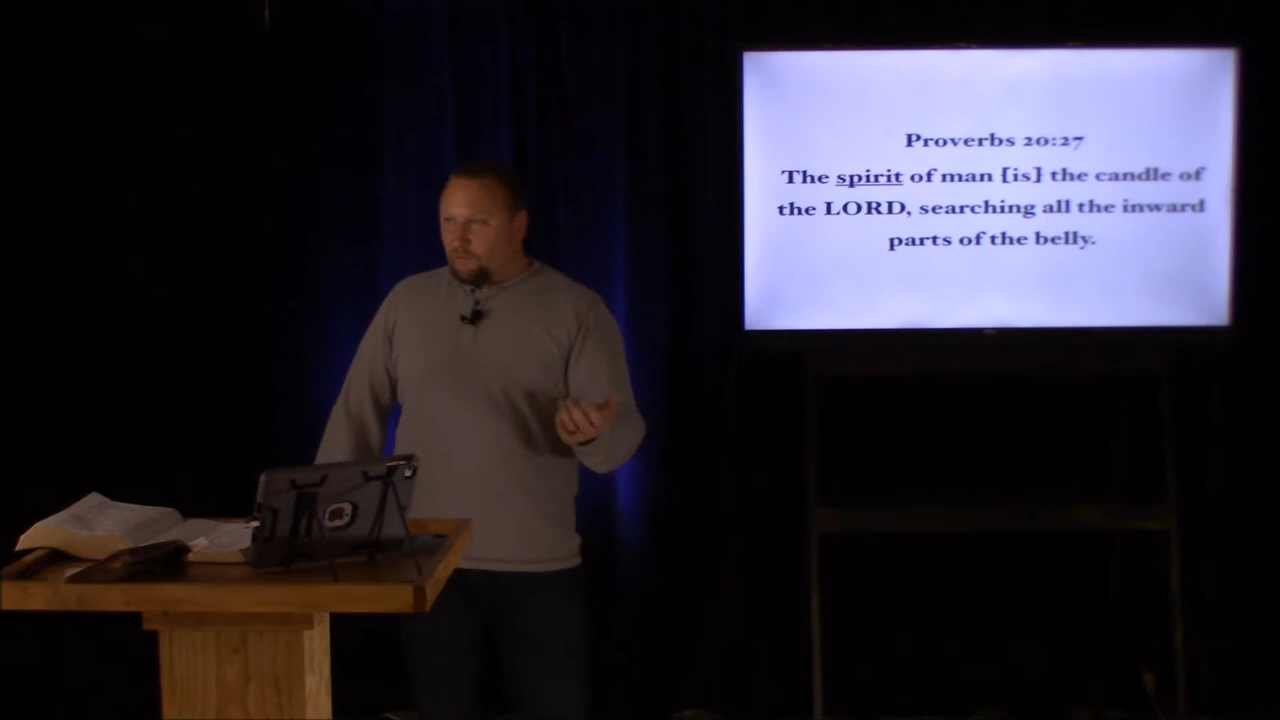 Proverbs 20:27
The spirit of man [is] the candle of
the LORD, searching all the inward
parts of the belly.